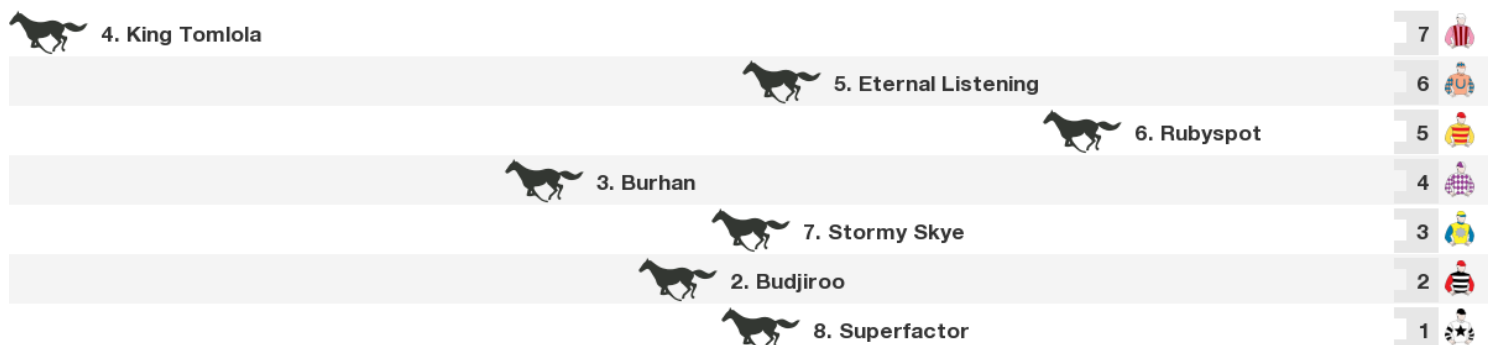 4. King Tomlola 7
5. Eternal Listening 6
6. Rubyspot 5
3. Burhan 4
7. Stormy Skye 3
2. Budjiroo 2
8. Superfactor 1